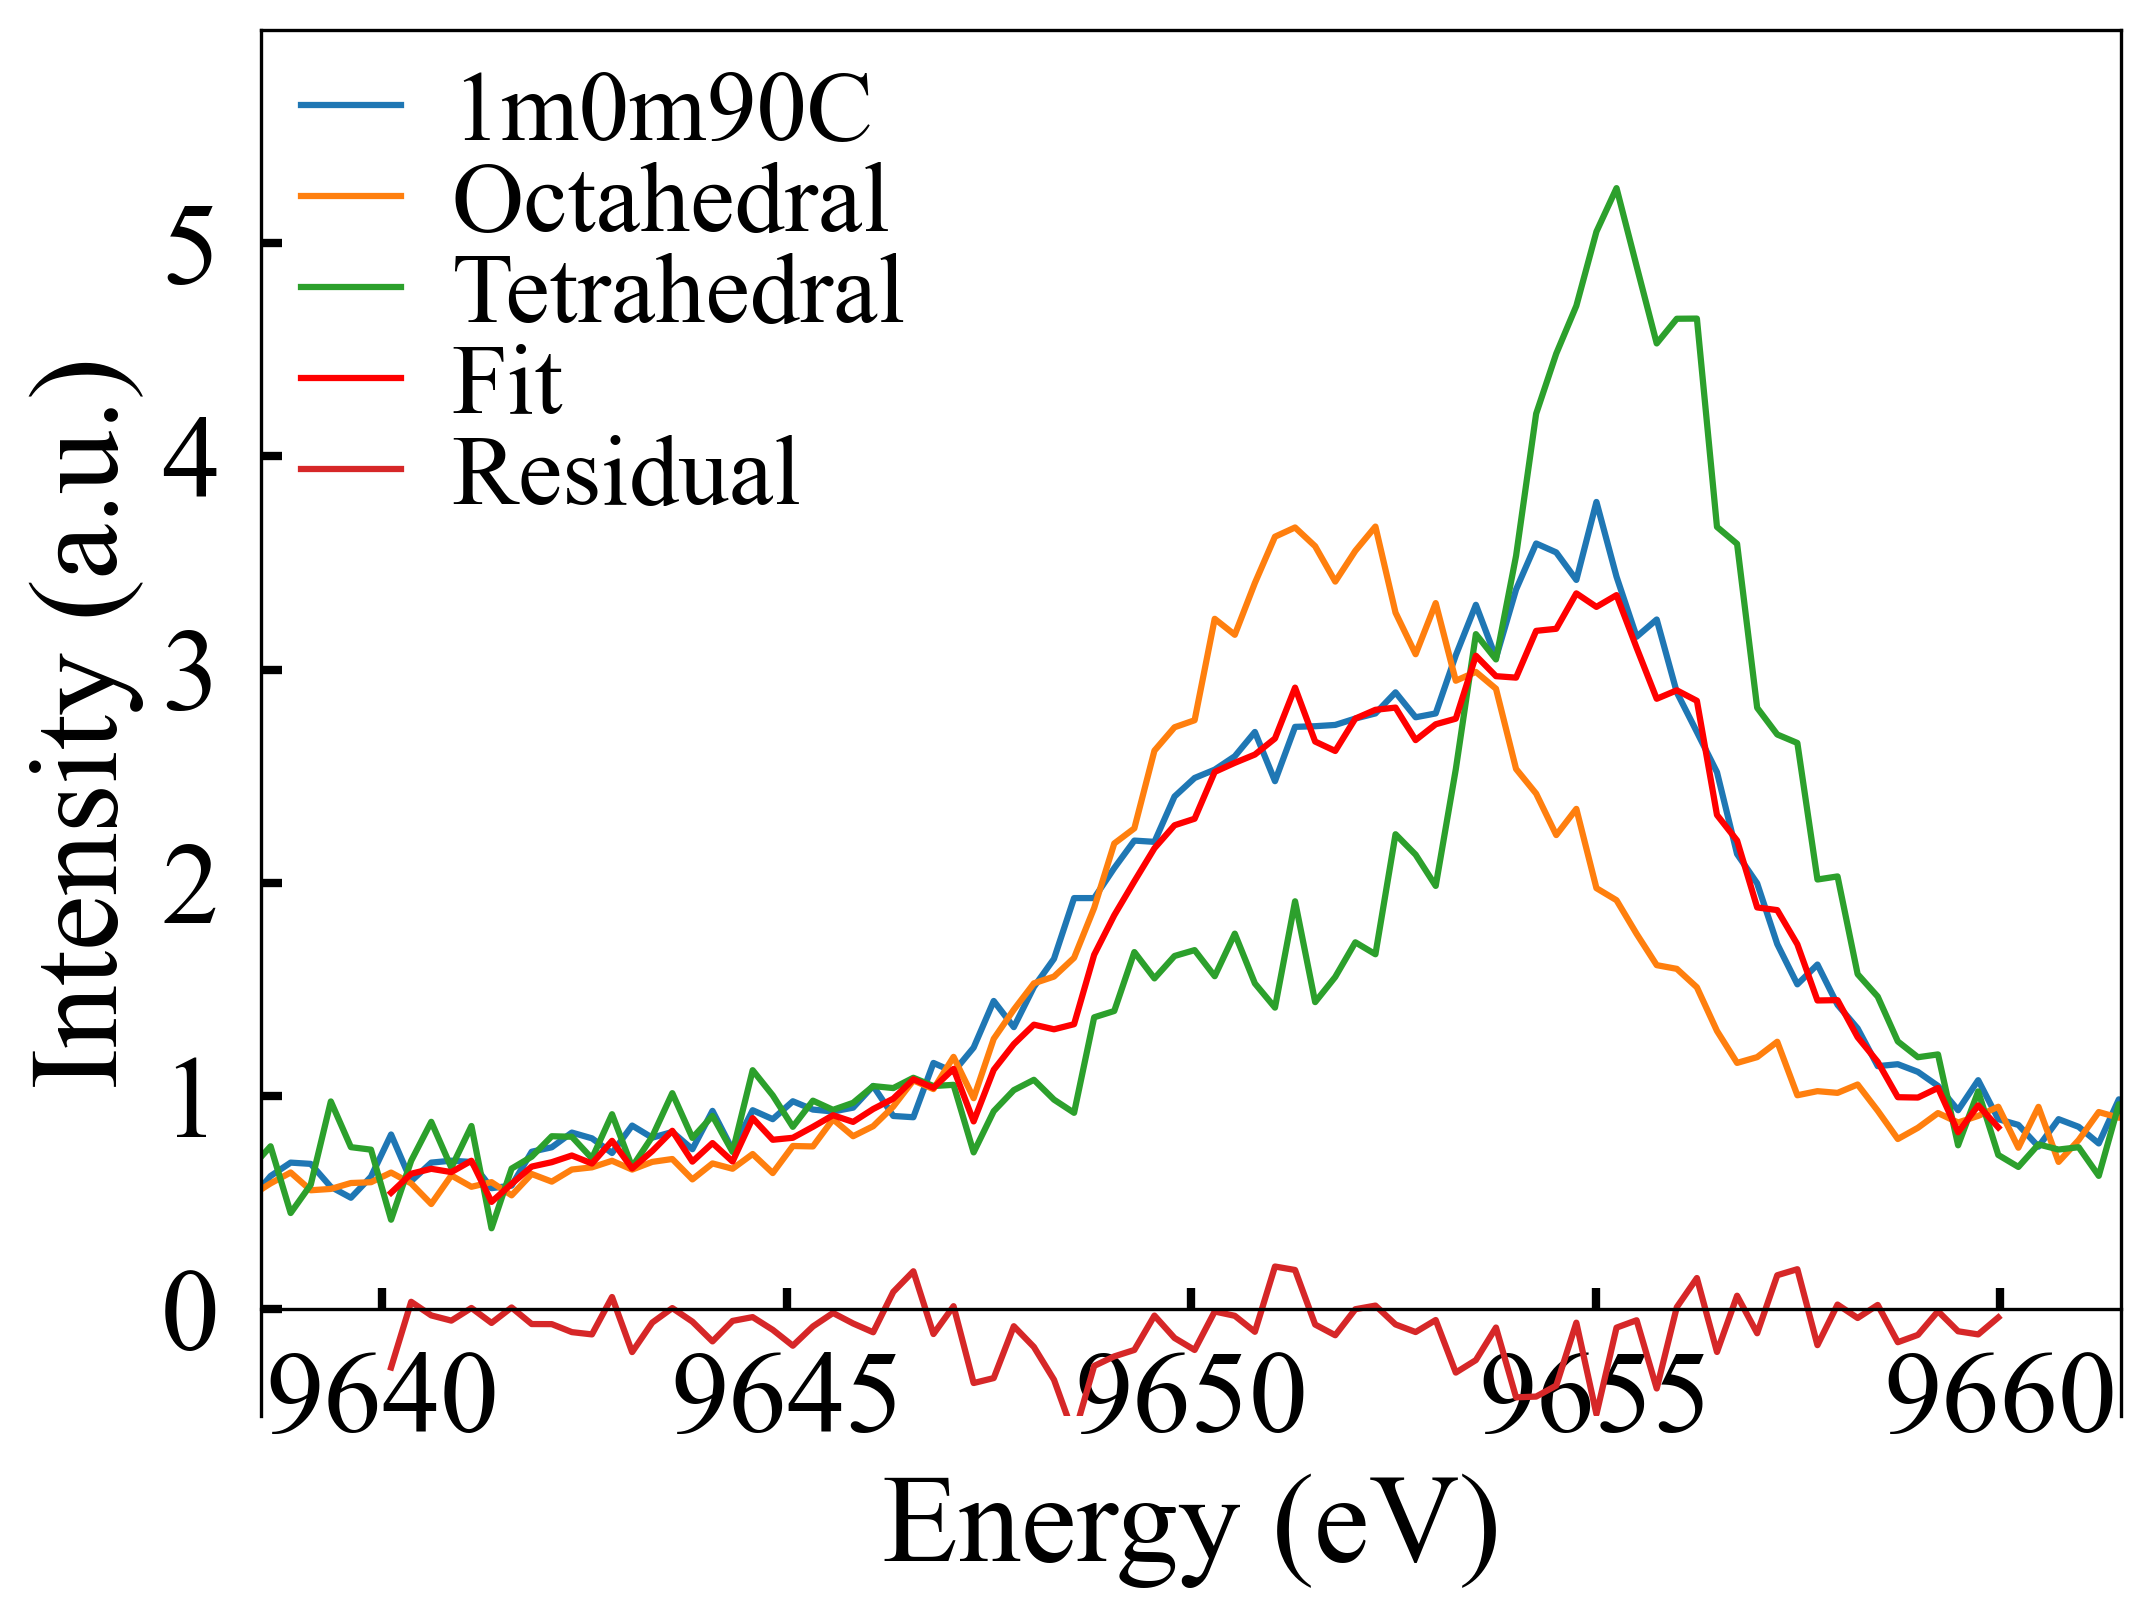 1m0m90C
Octahedral
Tetrahedral
Fit
Residual
5
4
3
2
1
0
Intensity (a.u.)
9640 9645 9650 9655 9660
Energy (eV)